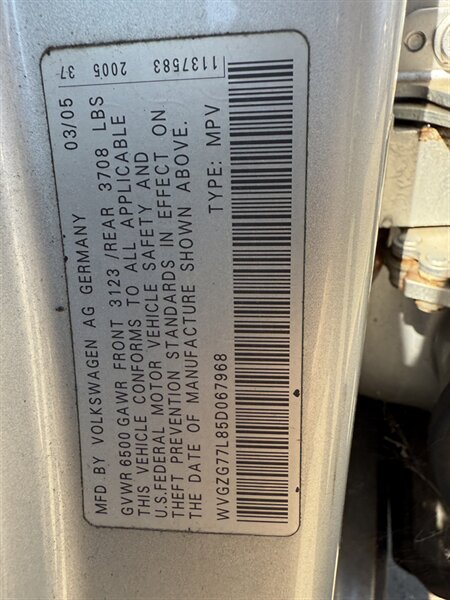 MFD BY VOLKSWAGEN AG GERMANY 03/05
GVWR 6500 GAWR FRONT 3123 /REAR 3708 LBS
THIS VEHICLE CONFORMS TO ALL APPLICABLE
U.S.FEDERAL MOTOR VEHICLE SAFETY AND
THEFT PREVENTION STANDARDS IN EFFECT ON
THE DATE OF MANUFACTURE SHOWN ABOVE.
WVGZG77L85D067968 TYPE: MPV
37 2005 1137583